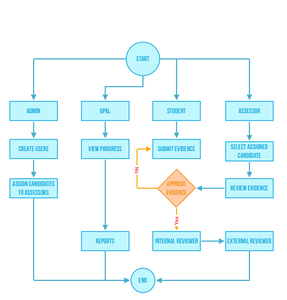 START
ADMIN
OPAL
STUDENT
ASSESSOR
CREATE USERS
VIEW PROGRESS
SUBMIT EVIDENCE
SELECT ASSIGNED
CANDIDATE
No
ASSIGN CANDIDATES
TO ASSESSORS
APPROVE
EVIDENCE
REVIEW EVIDENCE
Yes
REPORTS
INTERNAL REVIEWER
EXTERNAL REVIEWER
END